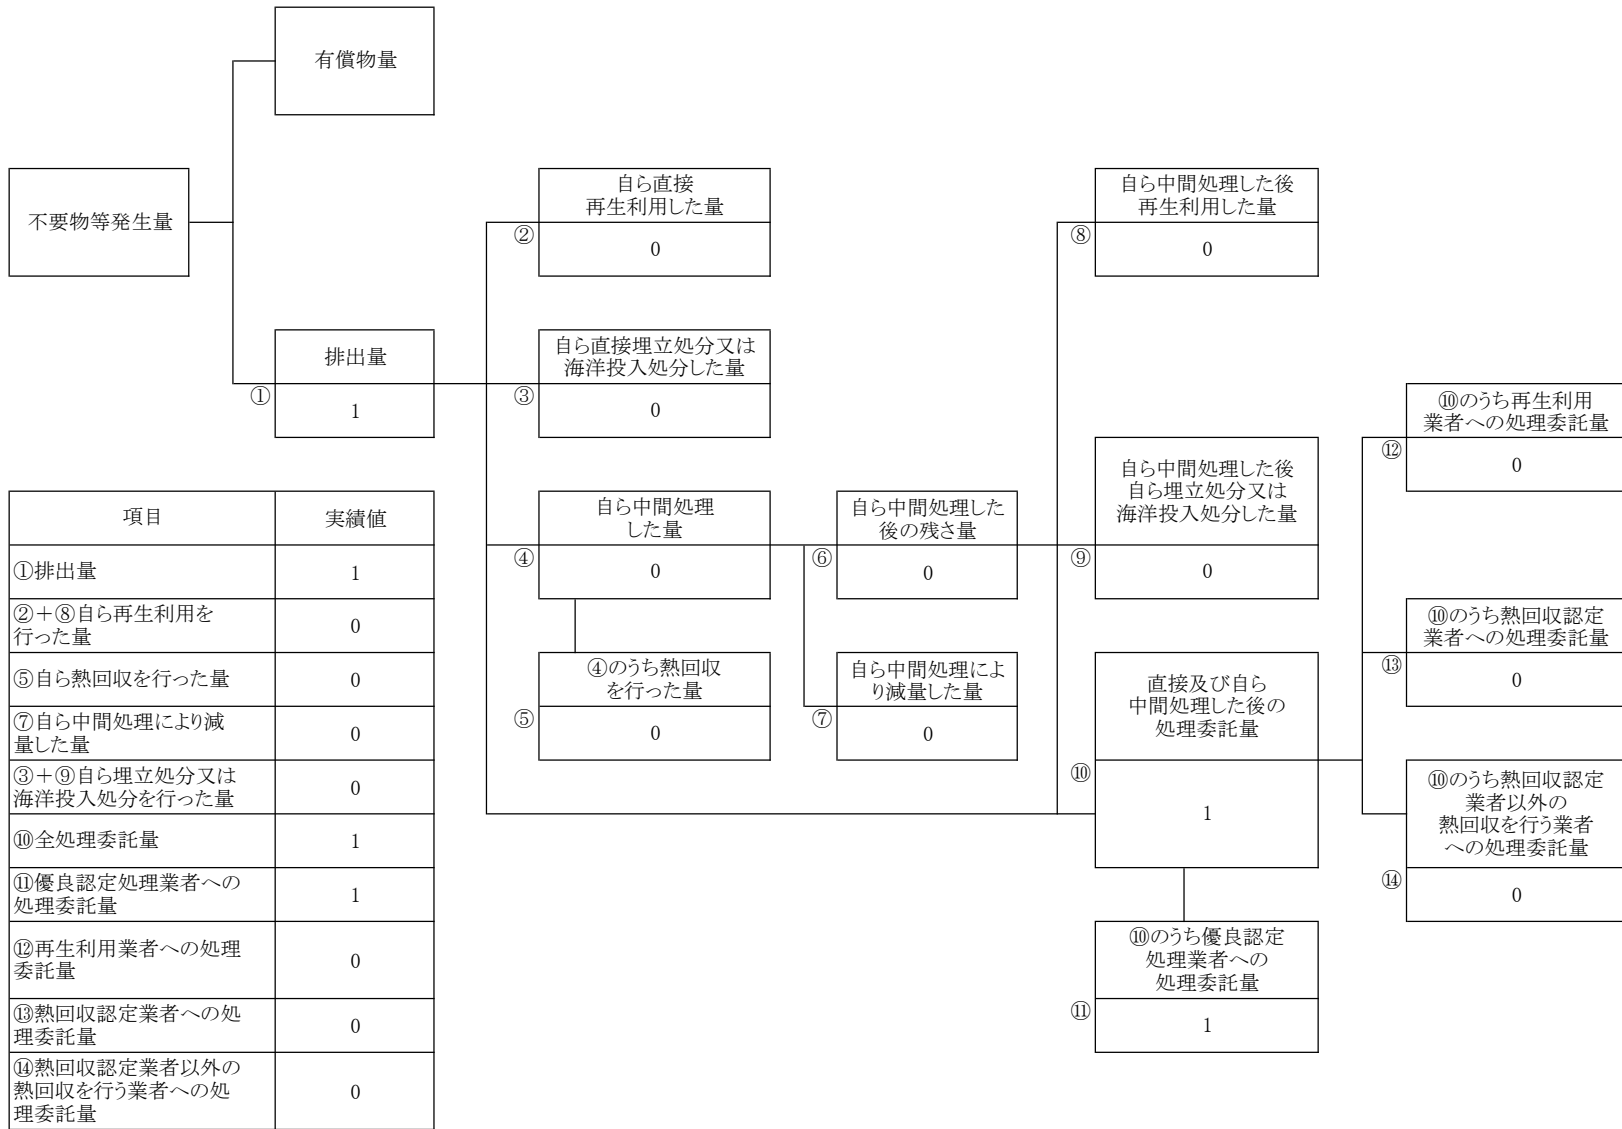 有償物量
不要物等発生量
自ら直接
再生利用した量
②
0
自ら中間処理した後
再生利用した量
⑧
0
排出量
①
1
自ら直接埋立処分又は
海洋投入処分した量
③
0
⑩のうち再生利用
業者への処理委託量
⑫
0
自ら中間処理
した量
④
0
自ら中間処理した
後の残さ量
⑥
0
自ら中間処理した後
自ら埋立処分又は
海洋投入処分した量
⑨
0
⑩のうち熱回収認定
業者への処理委託量
⑬
0
④のうち熱回収
を行った量
⑤
0
自ら中間処理によ
り減量した量
⑦
0
直接及び自ら
中間処理した後の
処理委託量
⑩
1
⑩のうち熱回収認定
業者以外の
熱回収を行う業者
への処理委託量
⑭
0
⑩のうち優良認定
処理業者への
処理委託量
⑪
1
項目 実績値
①排出量 1
②+⑧自ら再生利用を
行った量 0
⑤自ら熱回収を行った量 0
⑦自ら中間処理により減
量した量 0
③+⑨自ら埋立処分又は
海洋投入処分を行った量 0
⑩全処理委託量 1
⑪優良認定処理業者への
処理委託量 1
⑫再生利用業者への処理
委託量 0
⑬熱回収認定業者への処
理委託量 0
⑭熱回収認定業者以外の
熱回収を行う業者への処
理委託量 0